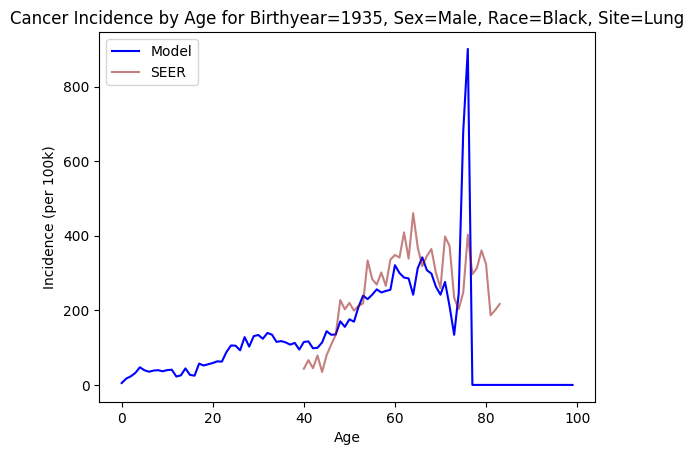 Cancer Incidence by Age for Birthyear=1935, Sex=Male, Race=Black, Site=Lung
Model
SEER
Incidence (per 100k)
800
600
400
200
0
0 20 40 60 80 100
Age